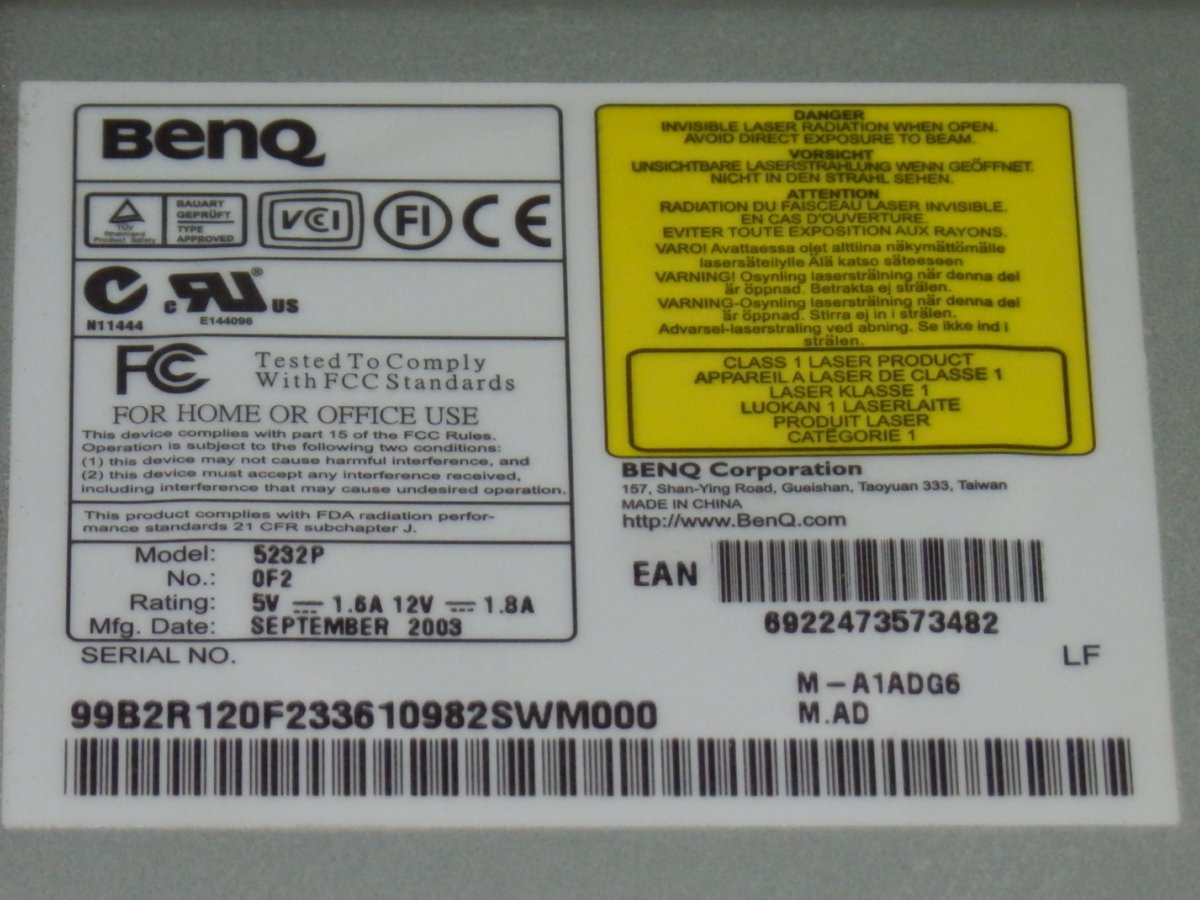 BenQ
TÜV
Rheinland
Product Safety
BAUART
GEPRÜFT
TYPE
APPROVED
VCI
FI
CE
N11444
c RU® US
E144096
FC Tested To Comply
With FCC Standards
FOR HOME OR OFFICE USE
This device complies with part 15 of the FCC Rules.
Operation is subject to the following two conditions:
(1) this device may not cause harmful interference, and
(2) this device must accept any interference received,
including interference that may cause undesired operation.
This product complies with FDA radiation perfor-
mance standards 21 CFR subchapter J.
Model: 5232P
No.: 0F2
Rating: 5V ⎓ 1.6A 12V ⎓ 1.8A
Mfg. Date: SEPTEMBER 2003
SERIAL NO.
99B2R120F233610982SWM000
DANGER
INVISIBLE LASER RADIATION WHEN OPEN.
AVOID DIRECT EXPOSURE TO BEAM.
VORSICHT
UNSICHTBARE LASERSTRAHLUNG WENN GEÖFFNET.
NICHT IN DEN STRAHL SEHEN.
ATTENTION
RADIATION DU FAISCEAU LASER INVISIBLE.
EN CAS D'OUVERTURE.
EVITER TOUTE EXPOSITION AUX RAYONS.
VARO! Avattaessa olet alttiina näkymättömälle
lasersäteilylle Älä katso säteeseen
VARNING! Osynling laserstrålning når denna del
är öppnad. Betrakta ej strålen.
VARNING-Osynling laserstrålning når denna del
är öppnad. Stirra ej in i strålen.
Advarsel-laserstraling ved abning. Se ikke ind i
strålen.
CLASS 1 LASER PRODUCT
APPAREIL A LASER DE CLASSE 1
LASER KLASSE 1
LUOKAN 1 LASERLAITE
PRODUIT LASER
CATÉGORIE 1
BENQ Corporation
157, Shan-Ying Road, Gueishan, Taoyuan 333, Taiwan
MADE IN CHINA
http://www.BenQ.com
EAN
6922473573482
LF
M-A1ADG6
M.AD